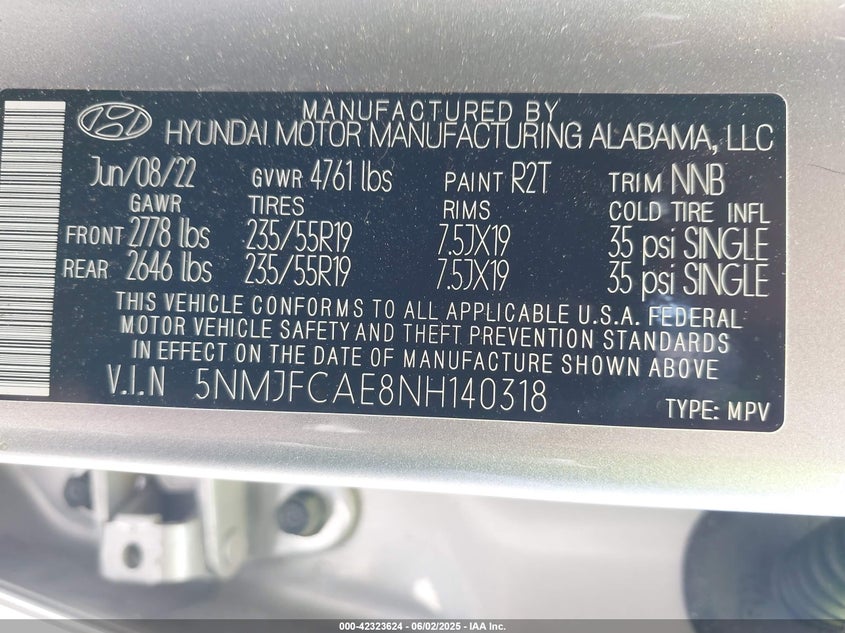 MANUFACTURED BY
HYUNDAI MOTOR MANUFACTURING ALABAMA, LLC
Jun/08/22 GVWR 4761 lbs PAINT R2T TRIM NNB
GAWR TIRES RIMS COLD TIRE INFL
FRONT 2778 lbs 235/55R19 7.5JX19 35 psi SINGLE
REAR 2646 lbs 235/55R19 7.5JX19 35 psi SINGLE
THIS VEHICLE CONFORMS TO ALL APPLICABLE U.S.A. FEDERAL
MOTOR VEHICLE SAFETY AND THEFT PREVENTION STANDARDS
IN EFFECT ON THE DATE OF MANUFACTURE SHOWN ABOVE
V.I.N 5NMJFCAE8NH140318
TYPE: MPV
000-42323624 - 06/02/2025 - IAA Inc.